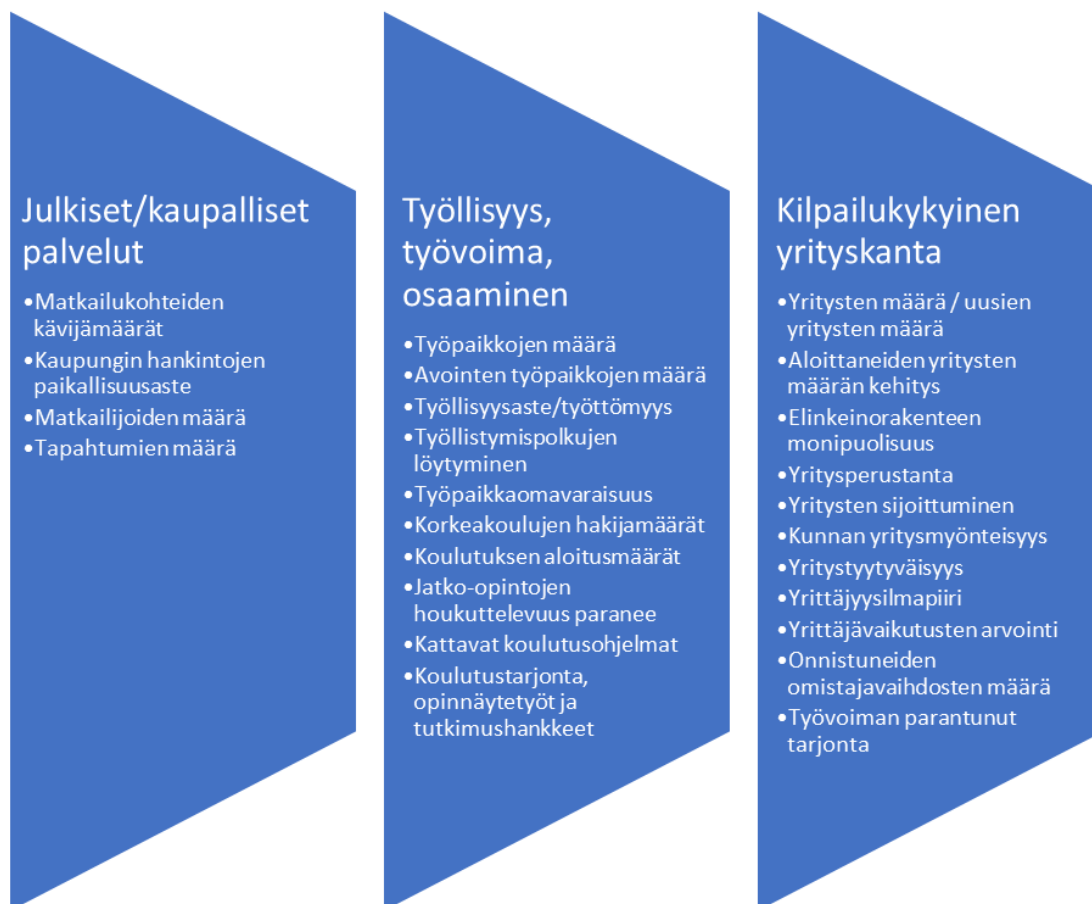 Julkiset/kaupalliset
palvelut
•Matkailukohteiden
kävijämäärät
•Kaupungin hankintojen
paikallisuusaste
•Matkailijoiden määrä
•Tapahtumien määrä
Työllisyys,
työvoima,
osaaminen
•Työpaikkojen määrä
•Avointen työpaikkojen määrä
•Työllisyysaste/työttömyys
•Työllistymispolkujen
löytyminen
•Työpaikkaomavaraisuus
•Korkeakoulujen hakijamäärät
•Koulutuksen aloitusmäärät
•Jatko-opintojen
houkuttelevuus paranee
•Kattavat koulutusohjelmat
•Koulutustarjonta,
opinnäytetyöt ja
tutkimushankkeet
Kilpailukykyinen
yrityskanta
•Yritysten määrä / uusien
yritysten määrä
•Aloittaneiden yritysten
määrän kehitys
•Elinkeinorakenteen
monipuolisuus
•Yritysperustanta
•Yritysten sijoittuminen
•Kunnan yritysmyönteisyys
•Yritystyytyväisyys
•Yrittäjyysilmapiiri
•Yrittäjävaikutusten arvointi
•Onnistuneiden
omistajavaihdosten määrä
•Työvoiman parantunut
tarjonta